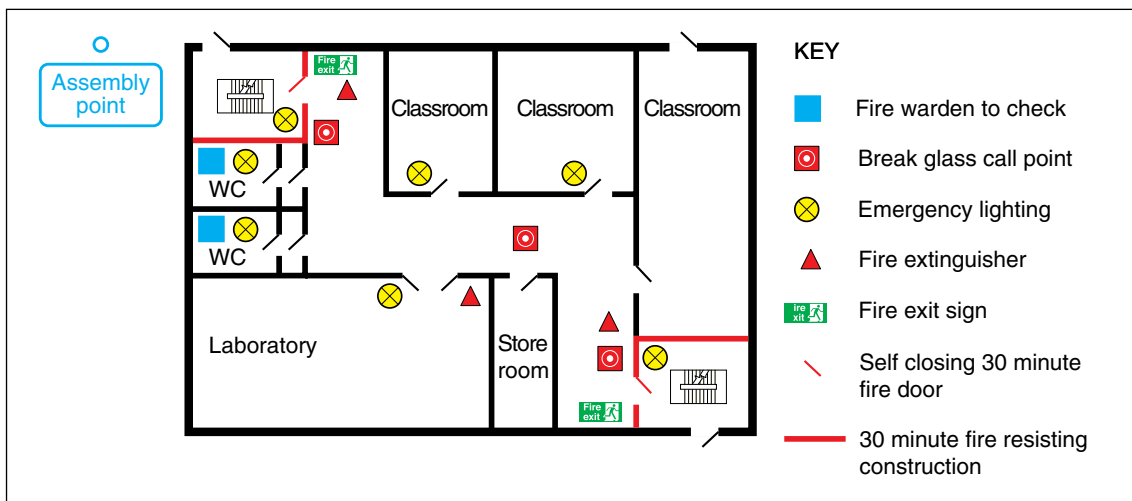 Assembly
point
Fire
exit
Classroom
Classroom
Classroom
WC
WC
Laboratory
Store
room
Fire
exit
KEY
Fire warden to check
Break glass call point
Emergency lighting
Fire extinguisher
ire
xit
Fire exit sign
Self closing 30 minute
fire door
30 minute fire resisting
construction